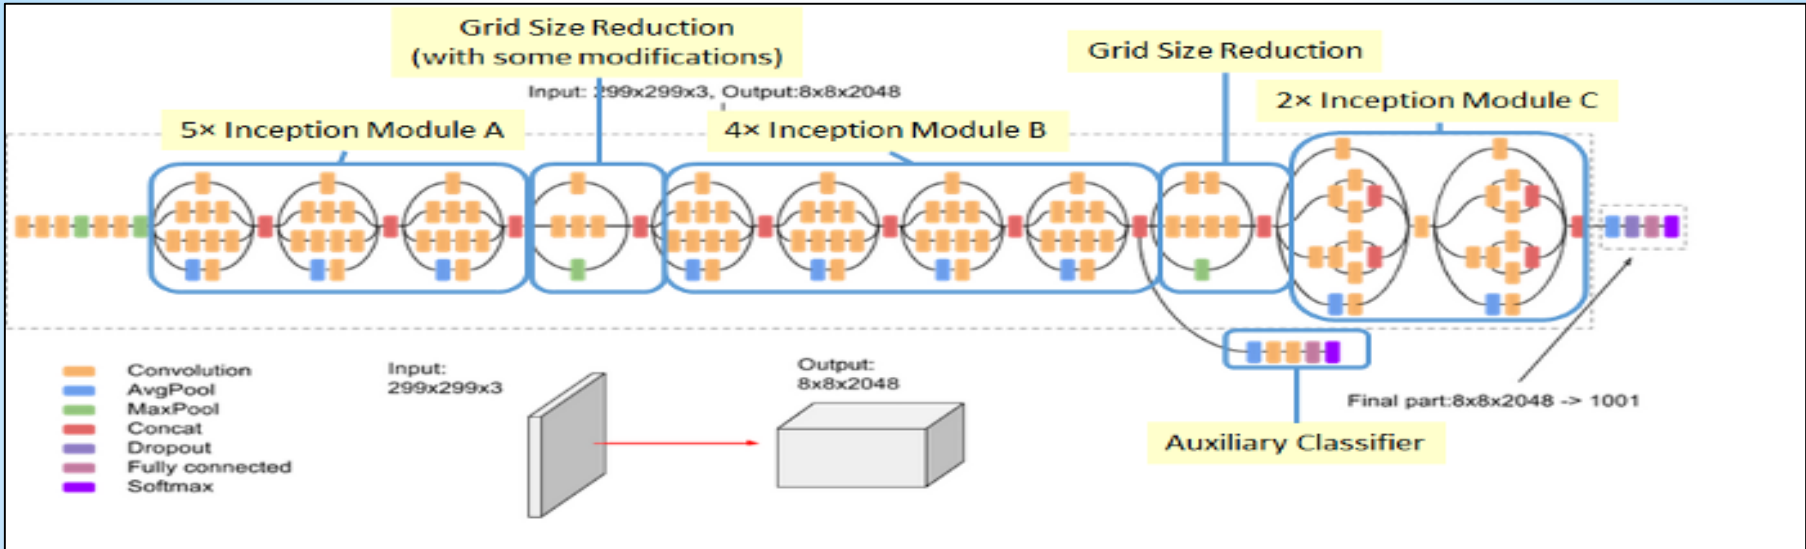 Grid Size Reduction
(with some modifications)
Grid Size Reduction
Input: 299x299x3, Output:8x8x2048
2× Inception Module C
5× Inception Module A
4× Inception Module B
Convolution
AvgPool
MaxPool
Concat
Dropout
Fully connected
Softmax
Input:
299x299x3
Output:
8x8x2048
Final part:8x8x2048 -> 1001
Auxiliary Classifier